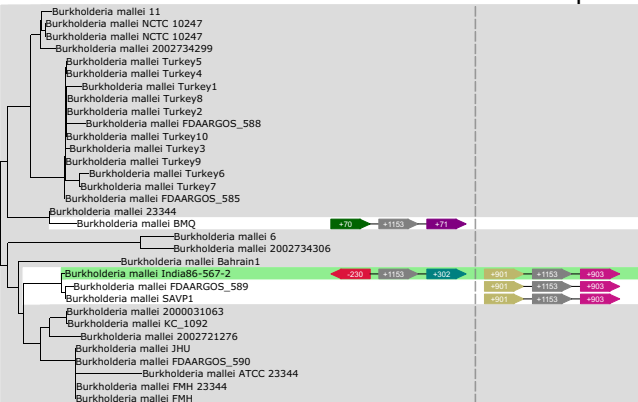 Burkholderia mallei 11
Burkholderia mallei NCTC 10247
Burkholderia mallei NCTC 10247
Burkholderia mallei 2002734299
Burkholderia mallei Turkey5
Burkholderia mallei Turkey4
Burkholderia mallei Turkey1
Burkholderia mallei Turkey8
Burkholderia mallei Turkey2
Burkholderia mallei FDAARGOS_588
Burkholderia mallei Turkey10
Burkholderia mallei Turkey3
Burkholderia mallei Turkey9
Burkholderia mallei Turkey6
Burkholderia mallei Turkey7
Burkholderia mallei FDAARGOS_585
Burkholderia mallei 23344
Burkholderia mallei BMQ +70 +1153 +71
Burkholderia mallei 6
Burkholderia mallei 2002734306
Burkholderia mallei Bahrain1
Burkholderia mallei India86-567-2 -230 +1153 +302 +901 +1153 +903
Burkholderia mallei FDAARGOS_589 +901 +1153 +903
Burkholderia mallei SAVP1 +901 +1153 +903
Burkholderia mallei 2000031063
Burkholderia mallei KC_1092
Burkholderia mallei 2002721276
Burkholderia mallei JHU
Burkholderia mallei FDAARGOS_590
Burkholderia mallei ATCC 23344
Burkholderia mallei FMH 23344
Burkholderia mallei FMH